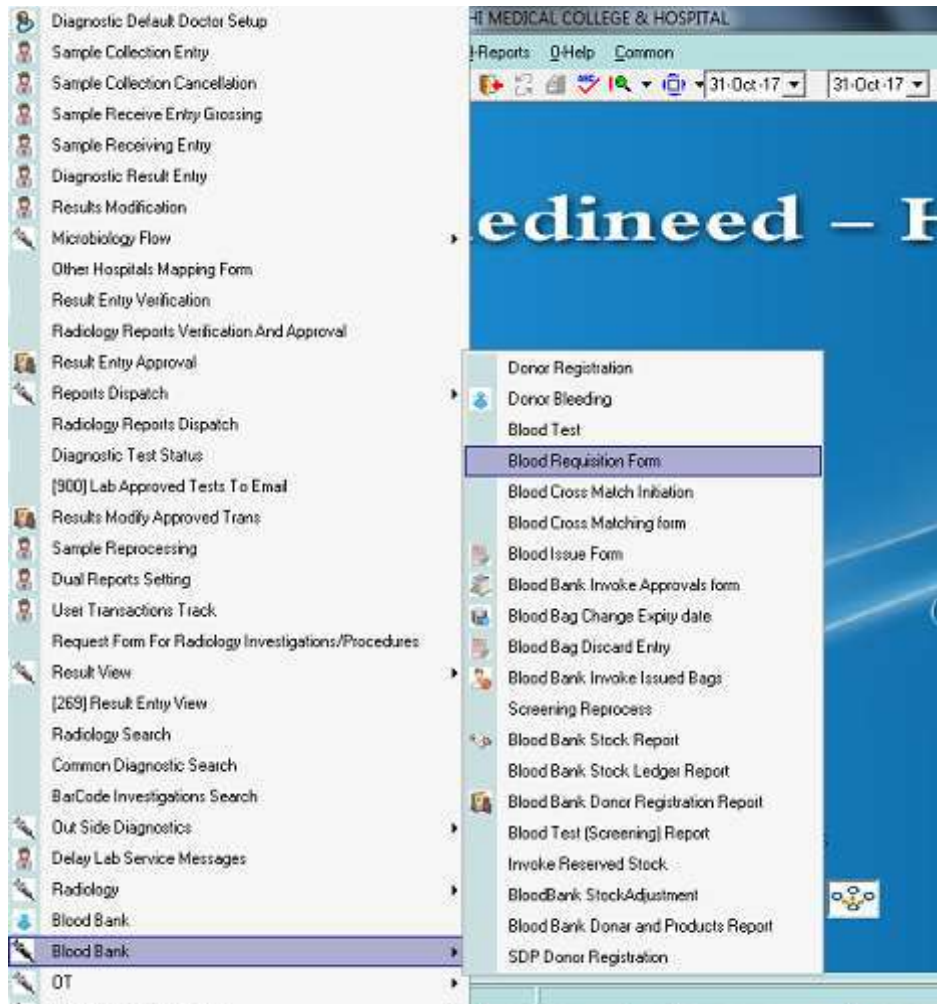 Diagnostic Default Doctor Setup
Sample Collection Entry
Sample Collection Cancellation
Sample Receive Entry Grossing
Sample Receiving Entry
Diagnostic Result Entry
Results Modification
Microbiology Flow
Other Hospitals Mapping Form
Result Entry Verification
Radiology Reports Verification And Approval
Result Entry Approval
Reports Dispatch
Radiology Reports Dispatch
Diagnostic Test Status
[900] Lab Approved Tests To Email
Results Modify Approved Trans
Sample Reprocessing
Dual Reports Setting
User Transactions Track
Request Form For Radiology Investigations/Procedures
Result View
[269] Result Entry View
Radiology Search
Common Diagnostic Search
BarCode Investigations Search
Out Side Diagnostics
Delay Lab Service Messages
Radiology
Blood Bank
Blood Bank
OT
HI MEDICAL COLLEGE & HOSPITAL
-Reports 0-Help Common
31-Oct-17 31-Oct-17
edineed – H
Donor Registration
Donor Bleeding
Blood Test
Blood Requisition Form
Blood Cross Match Initiation
Blood Cross Matching form
Blood Issue Form
Blood Bank Invoke Approvals form
Blood Bag Change Expiry date
Blood Bag Discard Entry
Blood Bank Invoke Issued Bags
Screening Reprocess
Blood Bank Stock Report
Blood Bank Stock Ledger Report
Blood Bank Donor Registration Report
Blood Test (Screening) Report
Invoke Reserved Stock
BloodBank StockAdjustment
Blood Bank Donar and Products Report
SDP Donor Registration